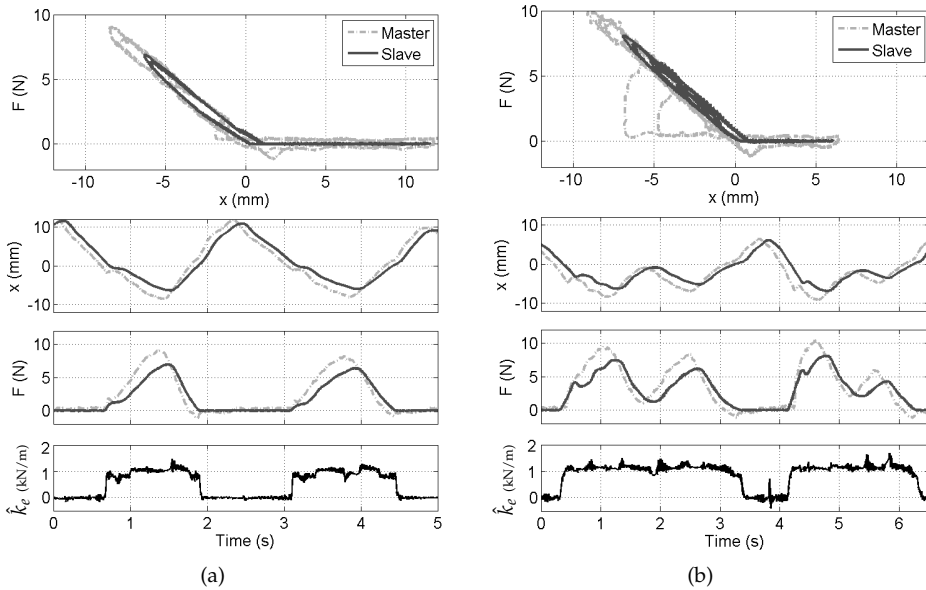 10
5
0
F (N)
Master
Slave
-10 -5 0 5 10
x (mm)
10
0
-10
x (mm)
10
5
0
F (N)
2
1
0
k̂e (kN/m)
0 1 2 3 4 5
Time (s)
(a)
10
5
0
F (N)
Master
Slave
-10 -5 0 5 10
x (mm)
10
0
-10
x (mm)
10
5
0
F (N)
2
1
0
k̂e (kN/m)
0 1 2 3 4 5 6
Time (s)
(b)